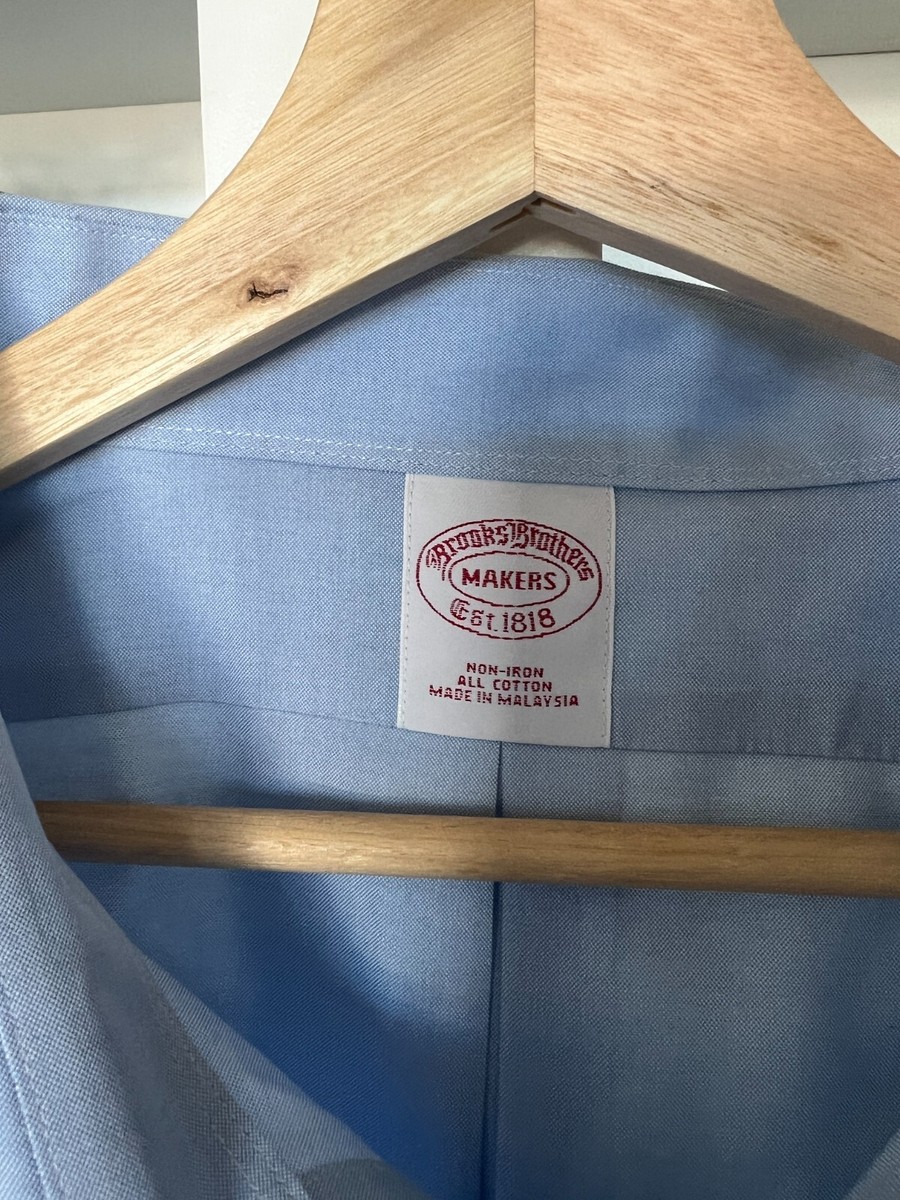 Brooks Brothers
MAKERS
Est. 1818
NON-IRON
ALL COTTON
MADE IN MALAYSIA